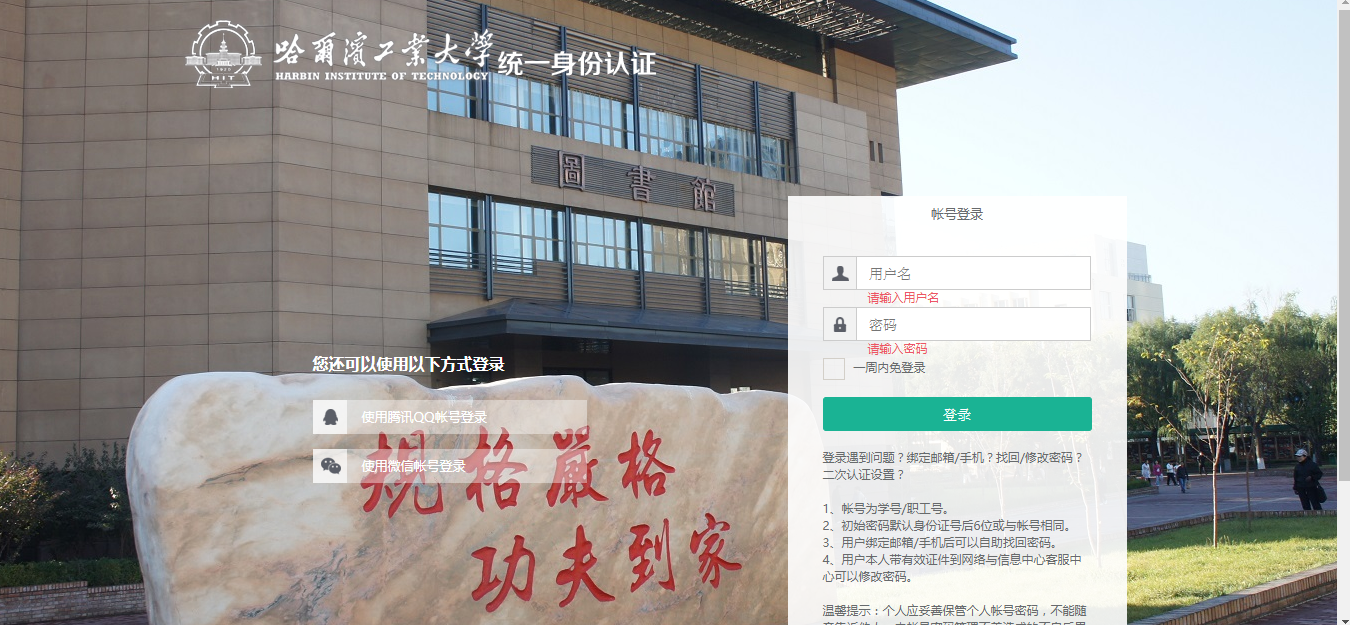 哈爾濱工業大學
HARBIN INSTITUTE OF TECHNOLOGY
统一身份认证
HIT
圖書館
帐号登录
用户名
请输入用户名
密码
请输入密码
一周内免登录
登录
您还可以使用以下方式登录
使用腾讯QQ帐号登录
使用微信帐号登录
規格嚴格
功夫到家
登录遇到问题？绑定邮箱/手机？找回/修改密码？
二次认证设置？
1、帐号为学号/职工号。
2、初始密码默认身份证号后6位或与帐号相同。
3、用户绑定邮箱/手机后可以自助找回密码。
4、用户本人带有效证件到网络与信息中心客服中
心可以修改密码。
温馨提示：个人应妥善保管个人帐号密码，不能随